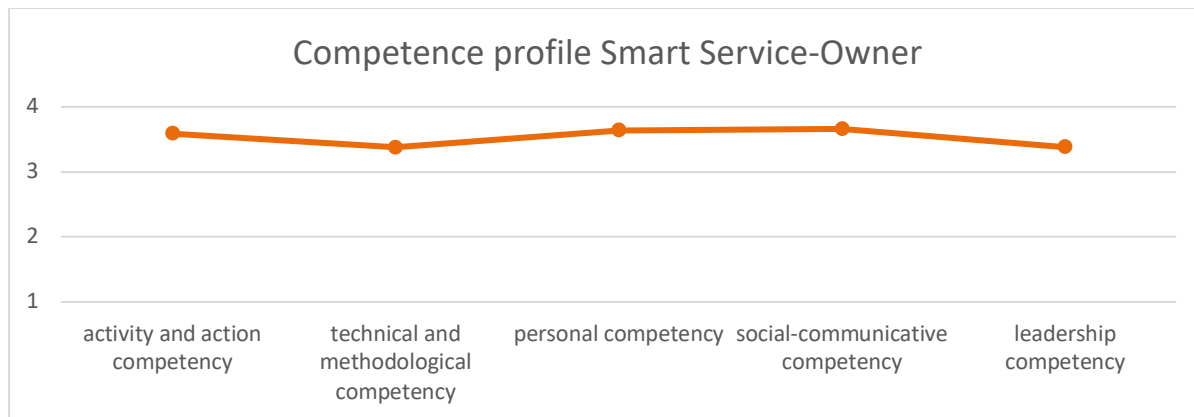 Competence profile Smart Service-Owner
4
3
2
1
activity and action
competency
technical and
methodological
competency
personal competency
social-communicative
competency
leadership
competency